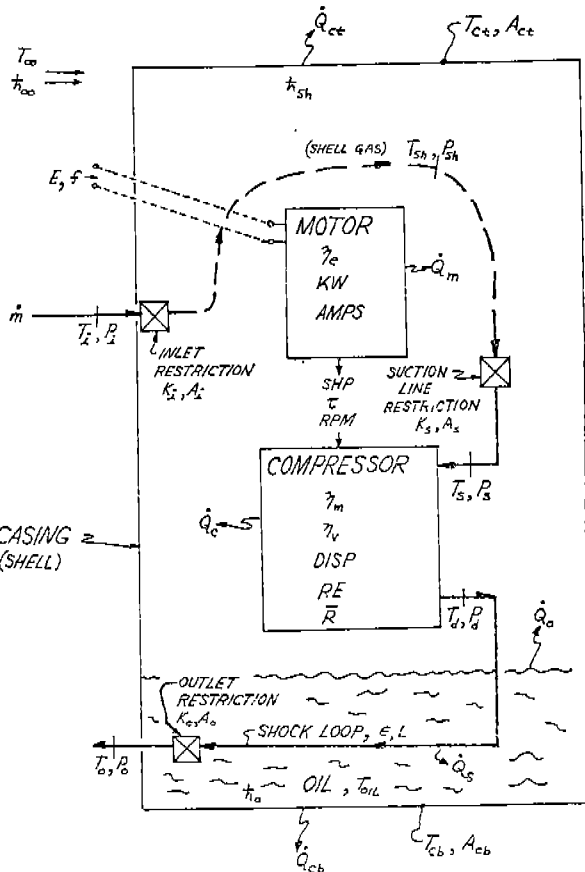 Q̇ct
Tct, Act
T∞
ħ∞
ħsh
(SHELL GAS)
Tsh, Psh
E, f
MOTOR
ηe
KW
AMPS
Q̇m
ṁ
Ti, Pi
INLET
RESTRICTION
Ki, Ai
SHP
τ
RPM
SUCTION
LINE
RESTRICTION
Ks, As
COMPRESSOR
Ts, Ps
ηm
ηv
DISP
RE
R̄
Q̇c
CASING
(SHELL)
Td, Pd
Q̇o
OUTLET
RESTRICTION
Ko, Ao
SHOCK LOOP, ε, L
To, Po
Q̇s
ħo
OIL, TOIL
Q̇cb
Tcb, Acb